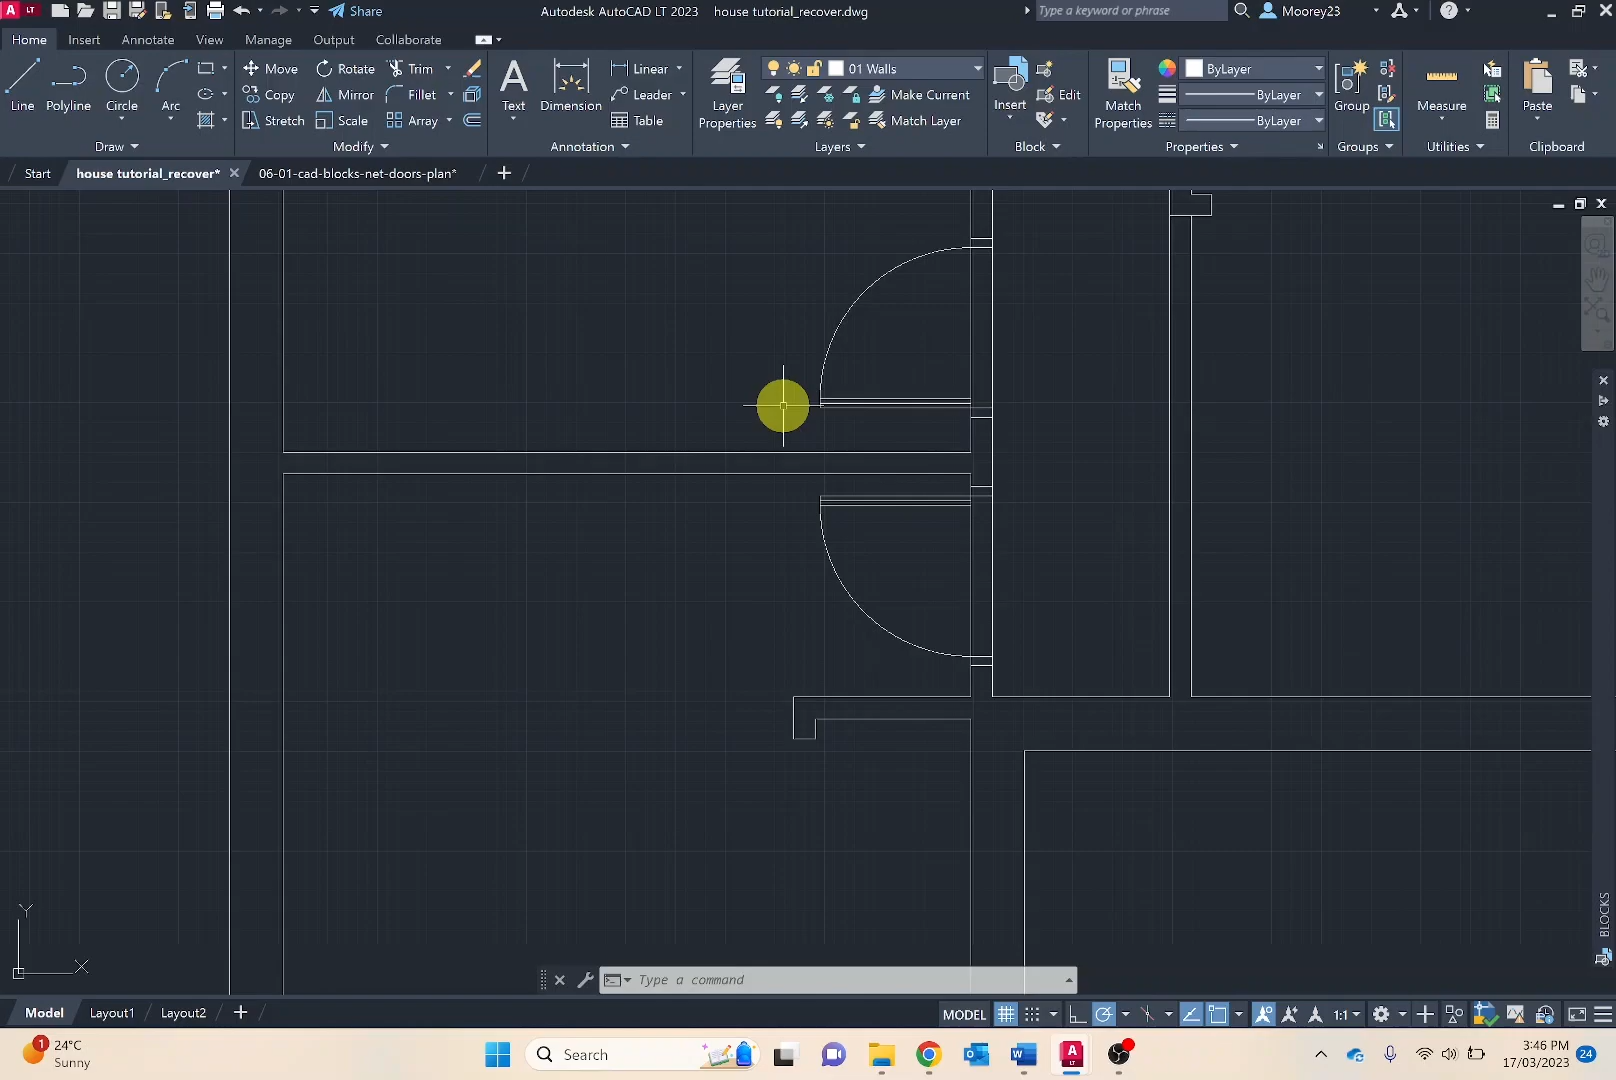 A LT Share Autodesk AutoCAD LT 2023 house tutorial_recover.dwg Type a keyword or phrase Moorey23
Home Insert Annotate View Manage Output Collaborate
Line Polyline Circle Arc
Move Rotate Trim
Copy Mirror Fillet
Stretch Scale Array
Text Dimension
Linear
Leader
Table
Layer Properties
01 Walls
Make Current
Match Layer
Insert Edit
Match Properties
ByLayer
ByLayer
ByLayer
Group Measure Paste
Draw Modify Annotation Layers Block Properties Groups Utilities Clipboard
Start house tutorial_recover* 06-01-cad-blocks-net-doors-plan*
BLOCKS
Y
X
Type a command
Model Layout1 Layout2 MODEL 1:1
1
24°C
Sunny
Search
A LT
3:46 PM
17/03/2023
24